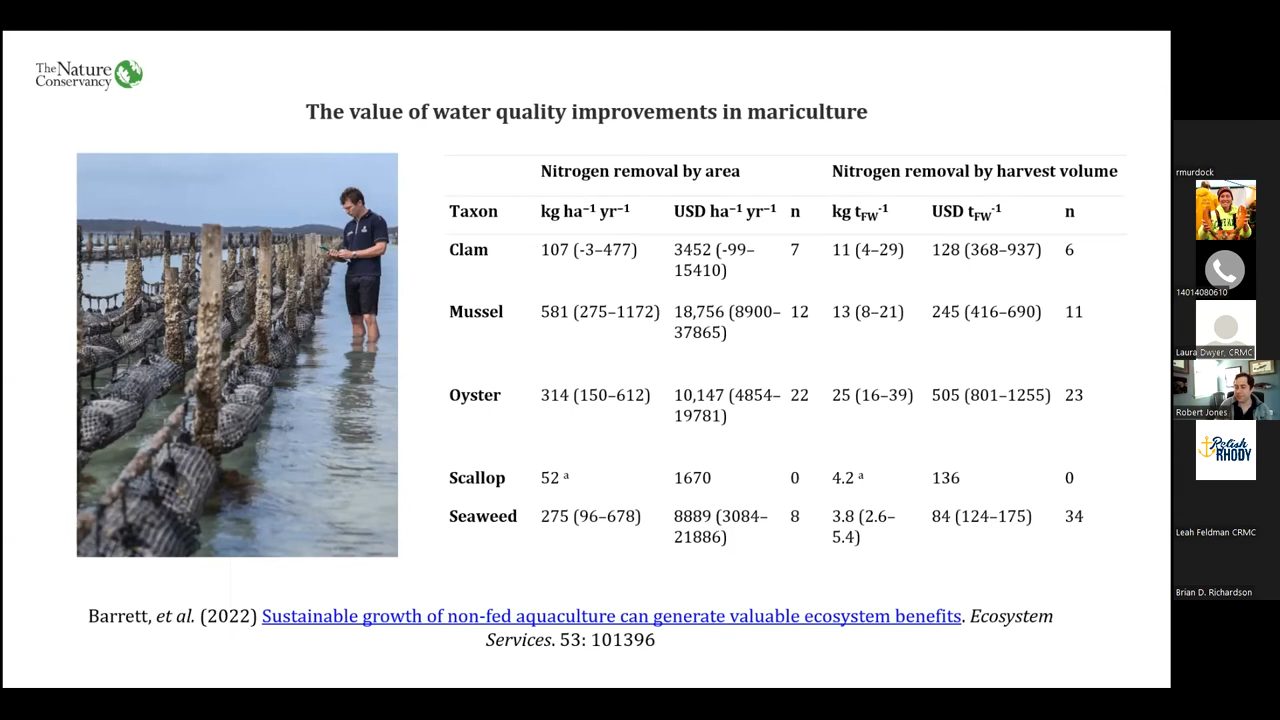 The Nature
Conservancy
The value of water quality improvements in mariculture
Nitrogen removal by area Nitrogen removal by harvest volume
Taxon kg ha⁻¹ yr⁻¹ USD ha⁻¹ yr⁻¹ n kg t_FW⁻¹ USD t_FW⁻¹ n
Clam 107 (-3–477) 3452 (-99– 7 11 (4–29) 128 (368–937) 6
15410)
Mussel 581 (275–1172) 18,756 (8900– 12 13 (8–21) 245 (416–690) 11
37865)
Oyster 314 (150–612) 10,147 (4854– 22 25 (16–39) 505 (801–1255) 23
19781)
Scallop 52 ᵃ 1670 0 4.2 ᵃ 136 0
Seaweed 275 (96–678) 8889 (3084– 8 3.8 (2.6– 84 (124–175) 34
21886) 5.4)
Barrett, et al. (2022) Sustainable growth of non-fed aquaculture can generate valuable ecosystem benefits. Ecosystem
Services. 53: 101396
rmurdock
14014080610
Laura Dwyer, CRMC
Robert Jones
Relish
RHODY
Leah Feldman CRMC
Brian D. Richardson